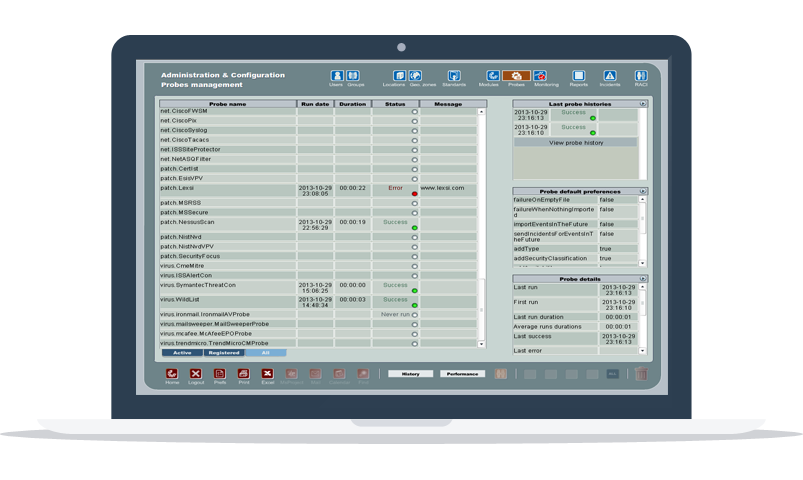 Administration & Configuration
Probes management
Users Groups Locations Geo. zones Standards Modules Probes Monitoring Reports Incidents RACI
Probe name Run date Duration Status Message
net.CiscoFWSM
net.CiscoPix
net.CiscoSyslog
net.CiscoTacacs
net.ISSSiteProtector
net.NetASQFilter
patch.Certist
patch.EsisVPV
patch.Lexsi 2013-10-29 23:08:05 00:00:22 Error www.lexsi.com
patch.MSRSS
patch.MSSecure
patch.NessusScan 2013-10-29 22:56:29 00:00:19 Success
patch.NistNvd
patch.NistNvdVPV
patch.SecurityFocus
virus.CmeMitre
virus.ISSAlertCon
virus.SymantecThreatCon 2013-10-29 15:06:25 00:00:00 Success
virus.WildList 2013-10-29 14:48:34 00:00:03 Success
virus.ironmail.IronmailAVProbe Never run
virus.mailsweeper.MailSweeperProbe
virus.mcafee.McAfeeEPOProbe
virus.trendmicro.TrendMicroCMProbe
Active Registered All
Last probe histories
2013-10-29 Success
23:16:13
2013-10-29 Success
23:16:10
View probe history
Probe default preferences
failureOnEmptyFile false
failureWhenNothingImporte false
d
importEventsInTheFuture false
sendIncidentsForEventsInT false
heFuture
addType true
addSecurityClassification true
Probe details
Last run 2013-10-29
23:16:13
First run 2013-10-29
23:16:10
Last run duration 00:00:01
Average runs durations 00:00:01
Last success 2013-10-29
23:16:13
Last error
Home Logout Prefs Print Excel
History Performance